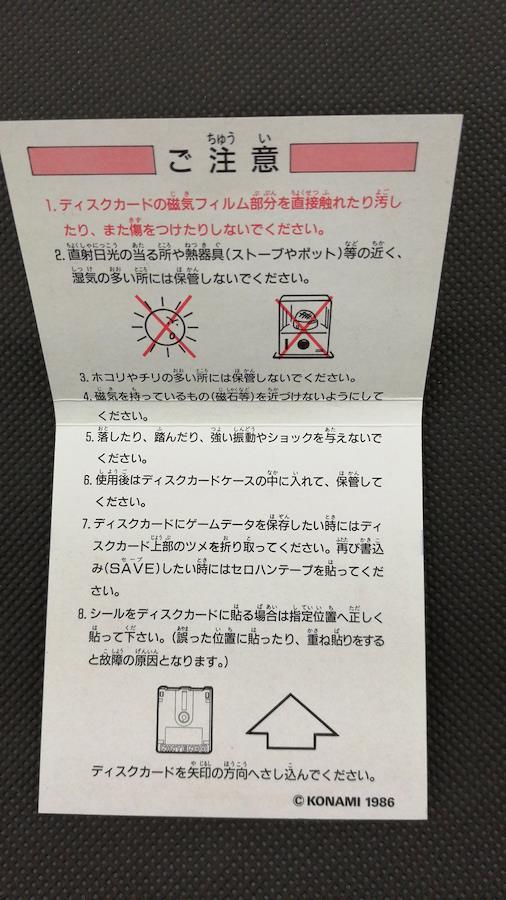 ご注意
1.ディスクカードの磁気フィルム部分を直接触れたり汚し
たり、また傷をつけたりしないでください。
2.直射日光の当る所や熱器具(ストーブやポット)等の近く、
湿気の多い所には保管しないでください。
3.ホコリやチリの多い所には保管しないでください。
4.磁気を持っているもの(磁石等)を近づけないようにして
ください。
5.落したり、踏んだり、強い振動やショックを与えないで
ください。
6.使用後はディスクカードケースの中に入れて、保管して
ください。
7.ディスクカードにゲームデータを保存したい時にはディ
スクカード上部のツメを折り取ってください。再び書込
み(SAVE)したい時にはセロハンテープを貼ってくだ
さい。
8.シールをディスクカードに貼る場合は指定位置へ正しく
貼って下さい。(誤った位置に貼ったり、重ね貼りをする
と故障の原因となります。)
ディスクカードを矢印の方向へさし込んでください。
©KONAMI 1986